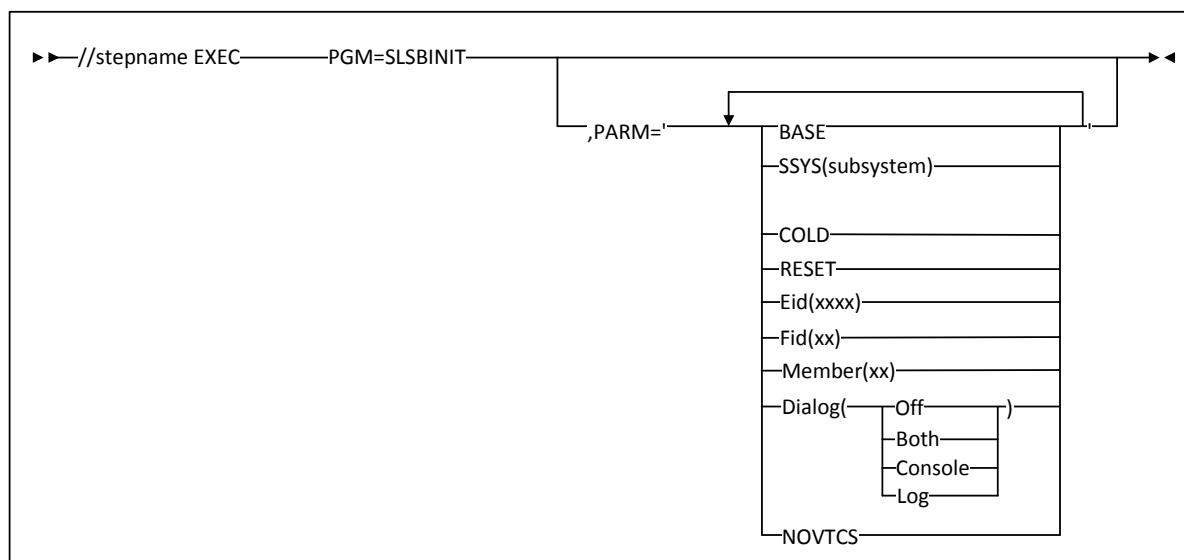 //stepname EXEC PGM=SLSBINIT
,PARM=' BASE '
SSYS(subsystem)
COLD
RESET
Eid(xxxx)
Fid(xx)
Member(xx)
Dialog( Off )
Both
Console
Log
NOVTCS